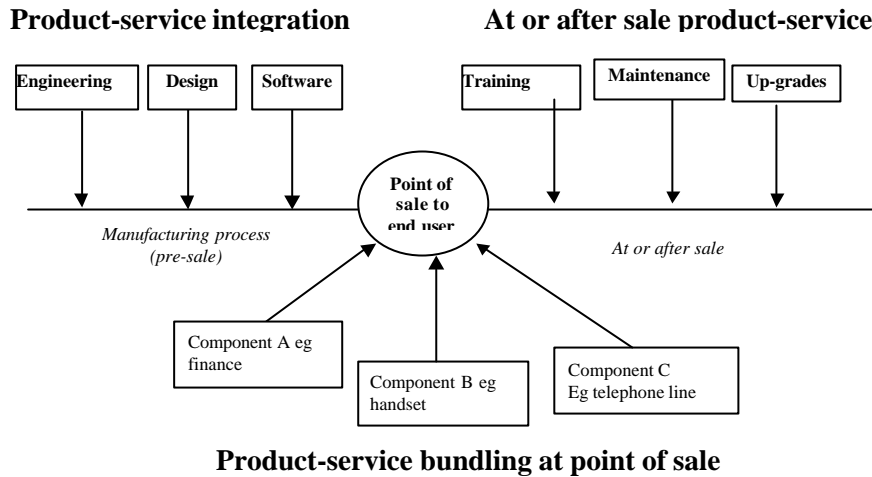 Product-service integration
At or after sale product-service
Engineering
Design
Software
Training
Maintenance
Up-grades
Point of
sale to
end user
Manufacturing process
(pre-sale)
At or after sale
Component A eg
finance
Component B eg
handset
Component C
Eg telephone line
Product-service bundling at point of sale